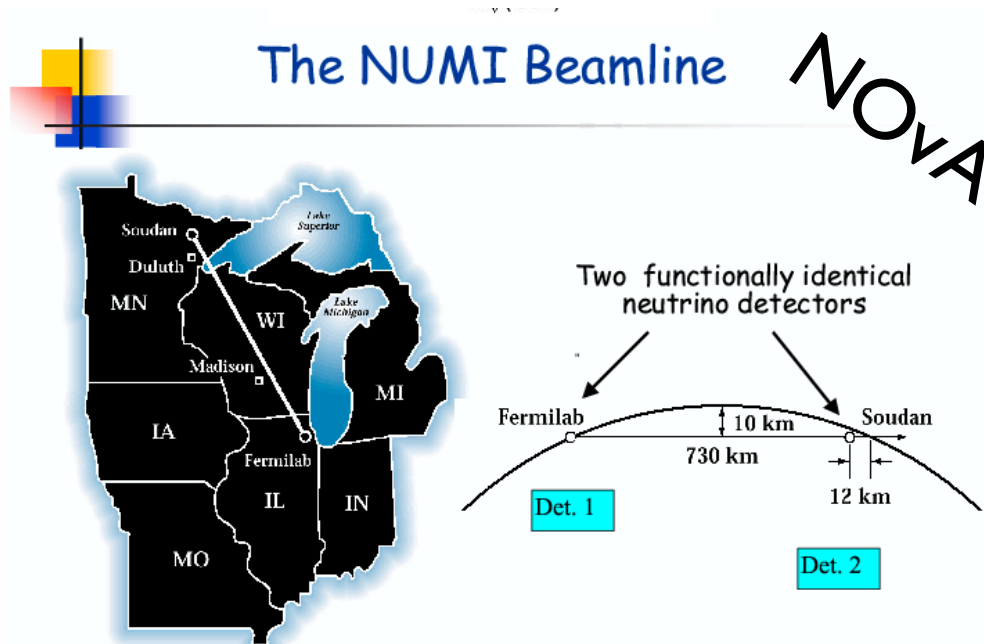 The NUMI Beamline
NOνA
Soudan
Duluth
MN
Lake
Superior
WI
Lake
Michigan
Madison
MI
IA
Fermilab
IL
IN
MO
Two functionally identical
neutrino detectors
Fermilab
Soudan
10 km
730 km
12 km
Det. 1
Det. 2